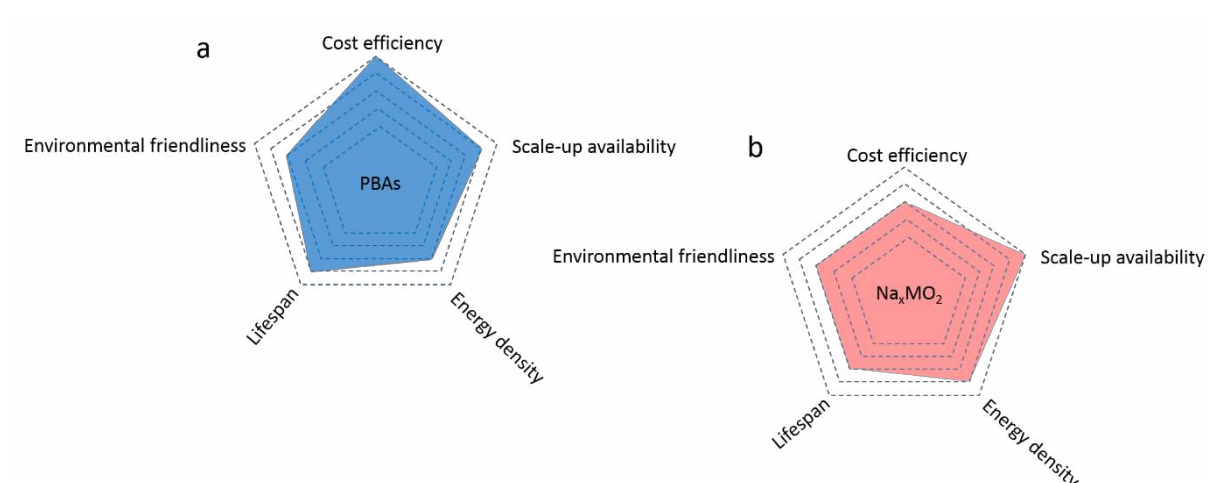 a
Cost efficiency
Environmental friendliness
Scale-up availability
PBAs
Lifespan
Energy density
b
Cost efficiency
Environmental friendliness
Scale-up availability
NaₓMO₂
Lifespan
Energy density